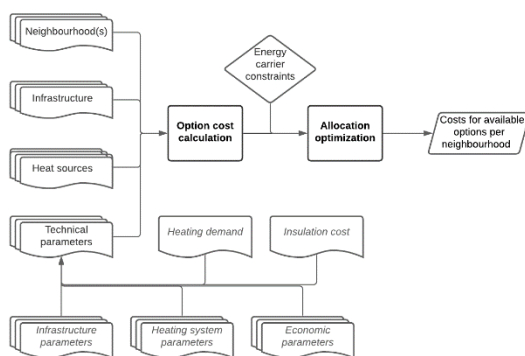 Neighbourhood(s)
Energy
carrier
constraints
Infrastructure
Option cost
calculation
Allocation
optimization
Costs for available
options per
neighbourhood
Heat sources
Technical
parameters
Heating demand
Insulation cost
Infrastructure
parameters
Heating system
parameters
Economic
parameters